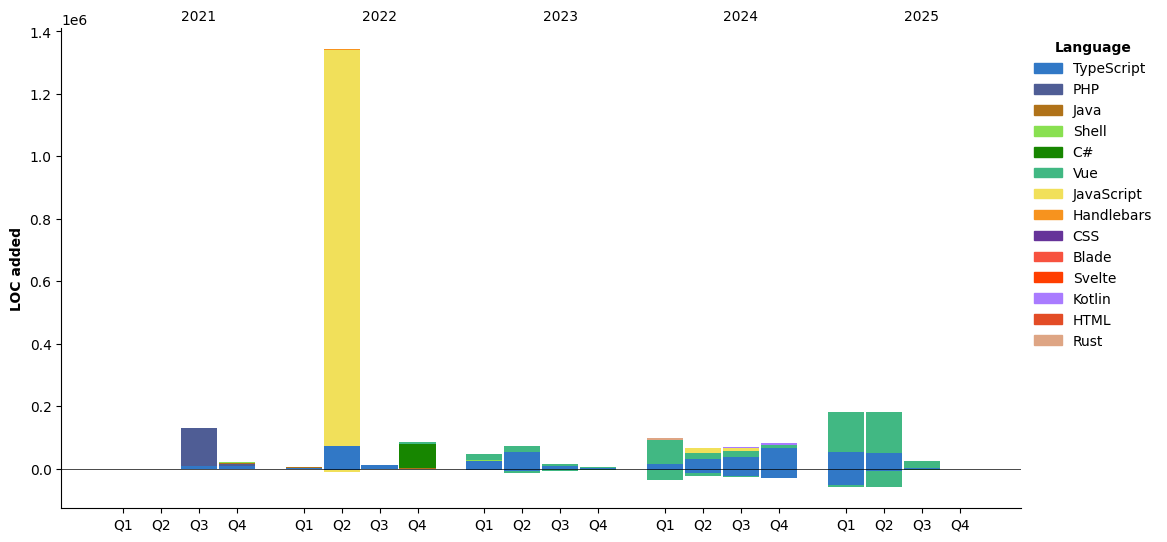 2021 2022 2023 2024 2025
1e6
1.4
1.2
1.0
0.8
0.6
0.4
0.2
0.0
LOC added
Q1 Q2 Q3 Q4 Q1 Q2 Q3 Q4 Q1 Q2 Q3 Q4 Q1 Q2 Q3 Q4 Q1 Q2 Q3 Q4
Language
TypeScript
PHP
Java
Shell
C#
Vue
JavaScript
Handlebars
CSS
Blade
Svelte
Kotlin
HTML
Rust